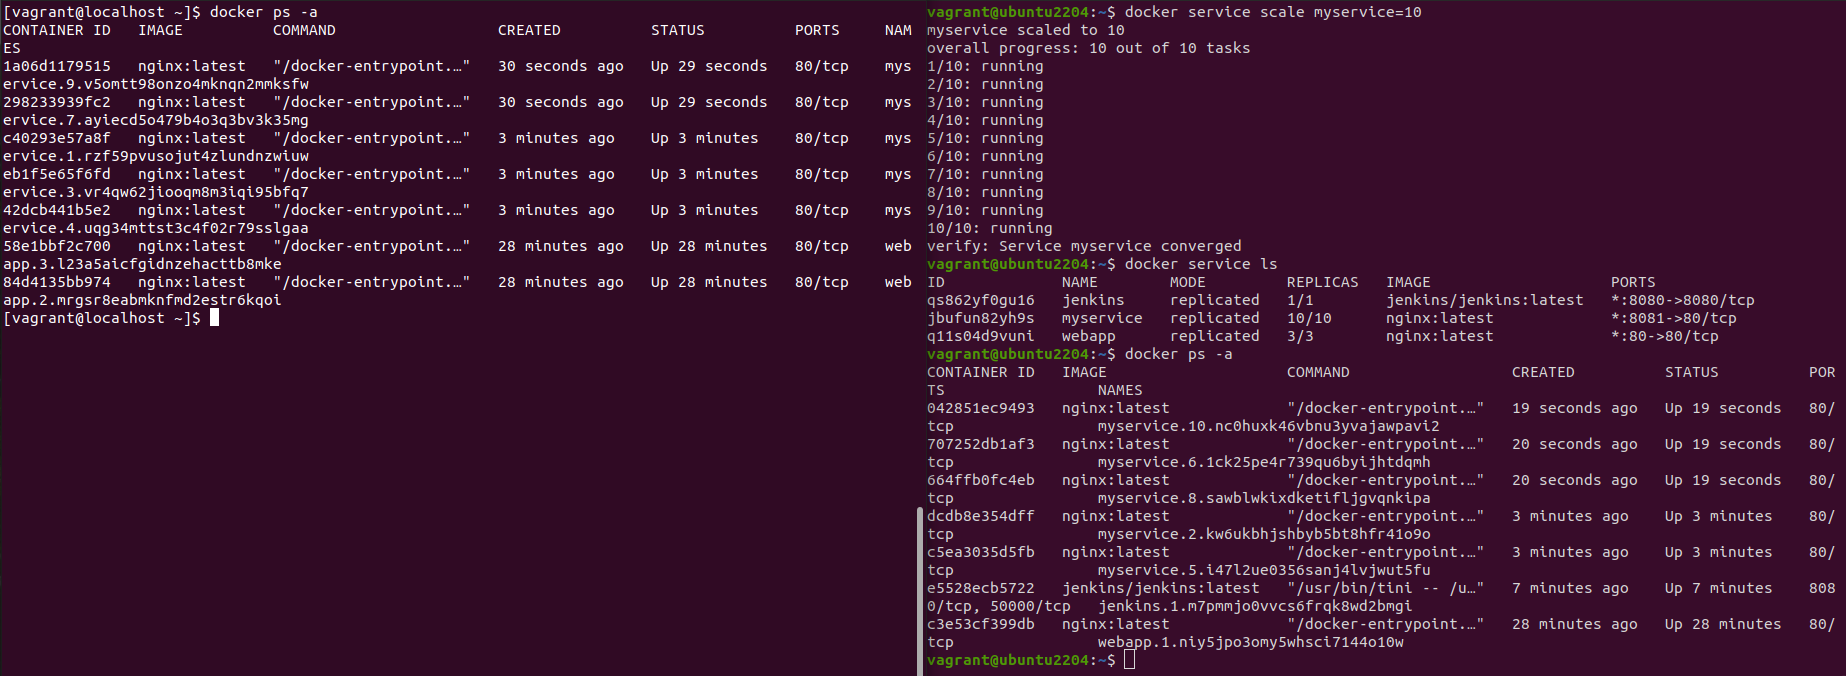 [vagrant@localhost ~]$ docker ps -a
CONTAINER ID   IMAGE          COMMAND                  CREATED          STATUS          PORTS     NAM
ES
1a06d1179515   nginx:latest   "/docker-entrypoint.…"   30 seconds ago   Up 29 seconds   80/tcp    mys
ervice.9.v5omtt98onzo4mknqn2mmksfw
298233939fc2   nginx:latest   "/docker-entrypoint.…"   30 seconds ago   Up 29 seconds   80/tcp    mys
ervice.7.ayiecd5o479b4o3q3bv3k35mg
c40293e57a8f   nginx:latest   "/docker-entrypoint.…"   3 minutes ago    Up 3 minutes    80/tcp    mys
ervice.1.rzf59pvusojut4zlundnzwiuw
eb1f5e65f6fd   nginx:latest   "/docker-entrypoint.…"   3 minutes ago    Up 3 minutes    80/tcp    mys
ervice.3.vr4qw62jiooqm8m3iqi95bfq7
42dcb441b5e2   nginx:latest   "/docker-entrypoint.…"   3 minutes ago    Up 3 minutes    80/tcp    mys
ervice.4.uqg34mttst3c4f02r79sslgaa
58e1bbf2c700   nginx:latest   "/docker-entrypoint.…"   28 minutes ago   Up 28 minutes   80/tcp    web
app.3.l23a5aicfgidnzehacttb8mke
84d4135bb974   nginx:latest   "/docker-entrypoint.…"   28 minutes ago   Up 28 minutes   80/tcp    web
app.2.mrgsr8eabmknfmd2estr6kqoi
[vagrant@localhost ~]$
vagrant@ubuntu2204:~$ docker service scale myservice=10
myservice scaled to 10
overall progress: 10 out of 10 tasks
1/10: running
2/10: running
3/10: running
4/10: running
5/10: running
6/10: running
7/10: running
8/10: running
9/10: running
10/10: running
verify: Service myservice converged
vagrant@ubuntu2204:~$ docker service ls
ID             NAME        MODE         REPLICAS   IMAGE                    PORTS
qs862yf0gu16   jenkins     replicated   1/1        jenkins/jenkins:latest   *:8080->8080/tcp
jbufun82yh9s   myservice   replicated   10/10      nginx:latest             *:8081->80/tcp
q11s04d9vuni   webapp      replicated   3/3        nginx:latest             *:80->80/tcp
vagrant@ubuntu2204:~$ docker ps -a
CONTAINER ID   IMAGE                    COMMAND                  CREATED          STATUS          POR
TS                 NAMES
042851ec9493   nginx:latest             "/docker-entrypoint.…"   19 seconds ago   Up 19 seconds   80/
tcp                myservice.10.nc0huxk46vbnu3yvajawpavi2
707252db1af3   nginx:latest             "/docker-entrypoint.…"   20 seconds ago   Up 19 seconds   80/
tcp                myservice.6.1ck25pe4r739qu6byijhtdqmh
664ffb0fc4eb   nginx:latest             "/docker-entrypoint.…"   20 seconds ago   Up 19 seconds   80/
tcp                myservice.8.sawblwkixdketifljgvqnkipa
dcdb8e354dff   nginx:latest             "/docker-entrypoint.…"   3 minutes ago    Up 3 minutes    80/
tcp                myservice.2.kw6ukbhjshbyb5bt8hfr41o9o
c5ea3035d5fb   nginx:latest             "/docker-entrypoint.…"   3 minutes ago    Up 3 minutes    80/
tcp                myservice.5.i47l2ue0356sanj4lvjwut5fu
e5528ecb5722   jenkins/jenkins:latest   "/usr/bin/tini -- /u…"   7 minutes ago    Up 7 minutes    808
0/tcp, 50000/tcp   jenkins.1.m7pmmjo0vvcs6frqk8wd2bmgi
c3e53cf399db   nginx:latest             "/docker-entrypoint.…"   28 minutes ago   Up 28 minutes   80/
tcp                webapp.1.niy5jpo3omy5whsci7144o10w
vagrant@ubuntu2204:~$